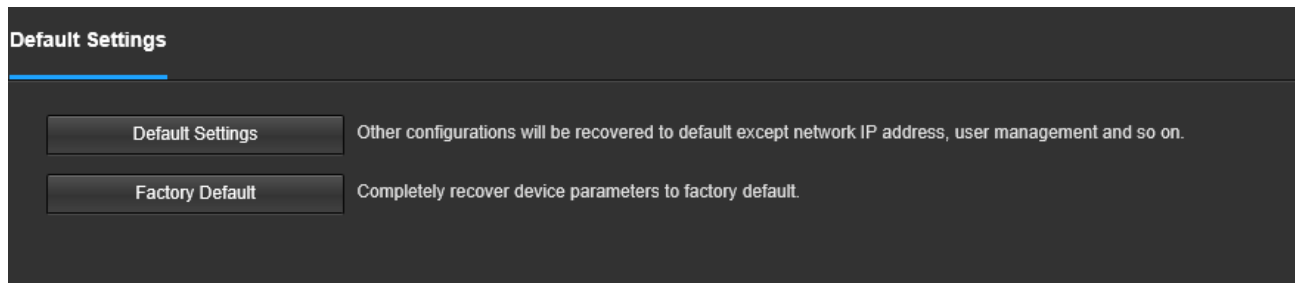 Default Settings
Default Settings Other configurations will be recovered to default except network IP address, user management and so on.
Factory Default Completely recover device parameters to factory default.